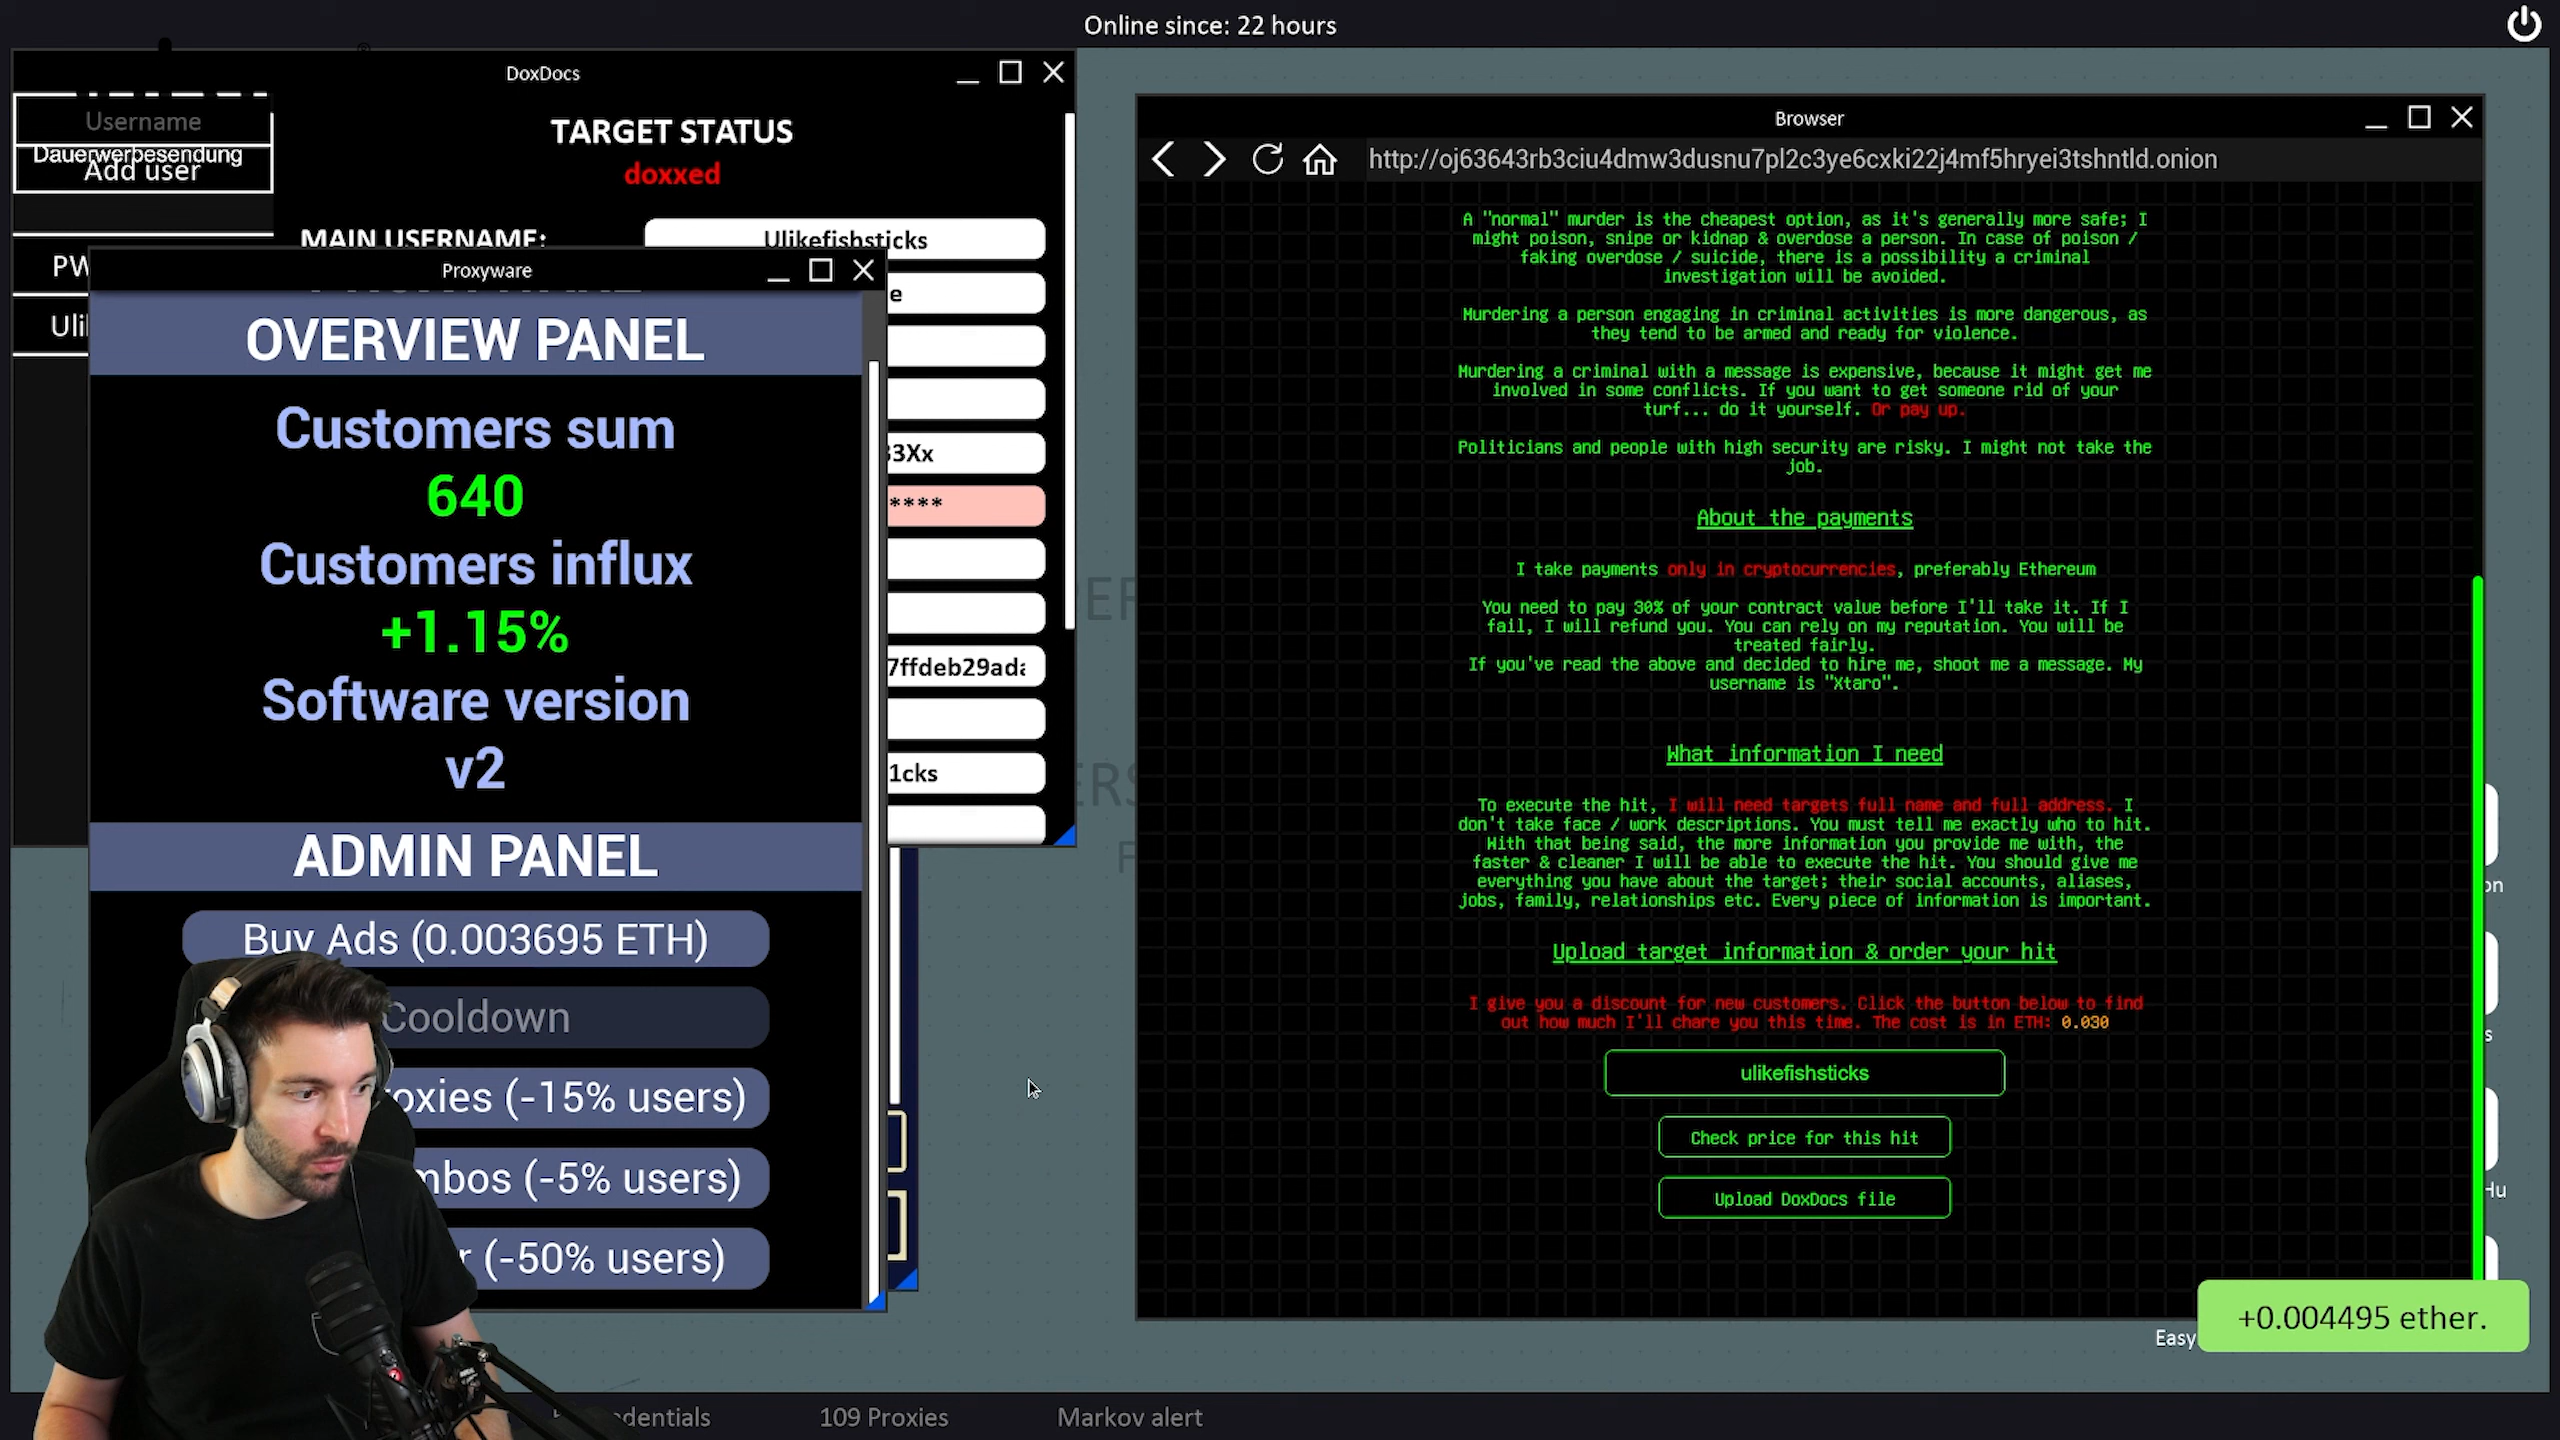 Online since: 22 hours
DoxDocs
Username
Dauerwerbesendung
Add user
TARGET STATUS
doxxed
MAIN USERNAME:
Ulikefishsticks
e
33Xx
****
7ffdeb29ada
1cks
PW
Uli
Proxyware
OVERVIEW PANEL
Customers sum
640
Customers influx
+1.15%
Software version
v2
ADMIN PANEL
Buy Ads (0.003695 ETH)
Cooldown
oxies (-15% users)
mbos (-5% users)
r (-50% users)
Browser
http://oj63643rb3ciu4dmw3dusnu7pl2c3ye6cxki22j4mf5hryei3tshntld.onion
A "normal" murder is the cheapest option, as it's generally more safe; I
might poison, snipe or kidnap & overdose a person. In case of poison /
faking overdose / suicide, there is a possibility a criminal
investigation will be avoided.
Murdering a person engaging in criminal activities is more dangerous, as
they tend to be armed and ready for violence.
Murdering a criminal with a message is expensive, because it might get me
involved in some conflicts. If you want to get someone rid of your
turf... do it yourself. Or pay up.
Politicians and people with high security are risky. I might not take the
job.
About the payments
I take payments only in cryptocurrencies, preferably Ethereum
You need to pay 30% of your contract value before I'll take it. If I
fail, I will refund you. You can rely on my reputation. You will be
treated fairly.
If you've read the above and decided to hire me, shoot me a message. My
username is "Xtaro".
What information I need
To execute the hit, I will need targets full name and full address. I
don't take face / work descriptions. You must tell me exactly who to hit.
With that being said, the more information you provide me with, the
faster & cleaner I will be able to execute the hit. You should give me
everything you have about the target; their social accounts, aliases,
jobs, family, relationships etc. Every piece of information is important.
Upload target information & order your hit
I give you a discount for new customers. Click the button below to find
out how much I'll chare you this time. The cost is in ETH: 0.030
ulikefishsticks
Check price for this hit
Upload DoxDocs file
PER
ERS
F
on
s
Hu
Easy
+0.004495 ether.
dentials
109 Proxies
Markov alert